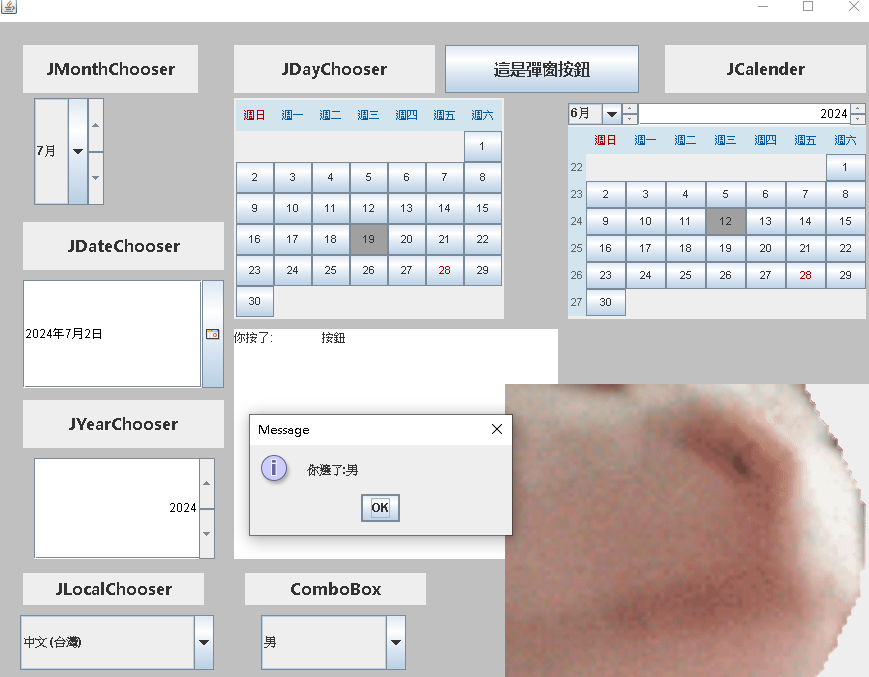 JMonthChooser
7月
JDayChooser
這是彈窗按鈕
JCalender
週日 週一 週二 週三 週四 週五 週六
1
2 3 4 5 6 7 8
9 10 11 12 13 14 15
16 17 18 19 20 21 22
23 24 25 26 27 28 29
30
6月 2024
週日 週一 週二 週三 週四 週五 週六
22 1
23 2 3 4 5 6 7 8
24 9 10 11 12 13 14 15
25 16 17 18 19 20 21 22
26 23 24 25 26 27 28 29
27 30
JDateChooser
2024年7月2日
你按了: 按鈕
JYearChooser
2024
Message
你選了:男
OK
JLocalChooser
中文 (台灣)
ComboBox
男